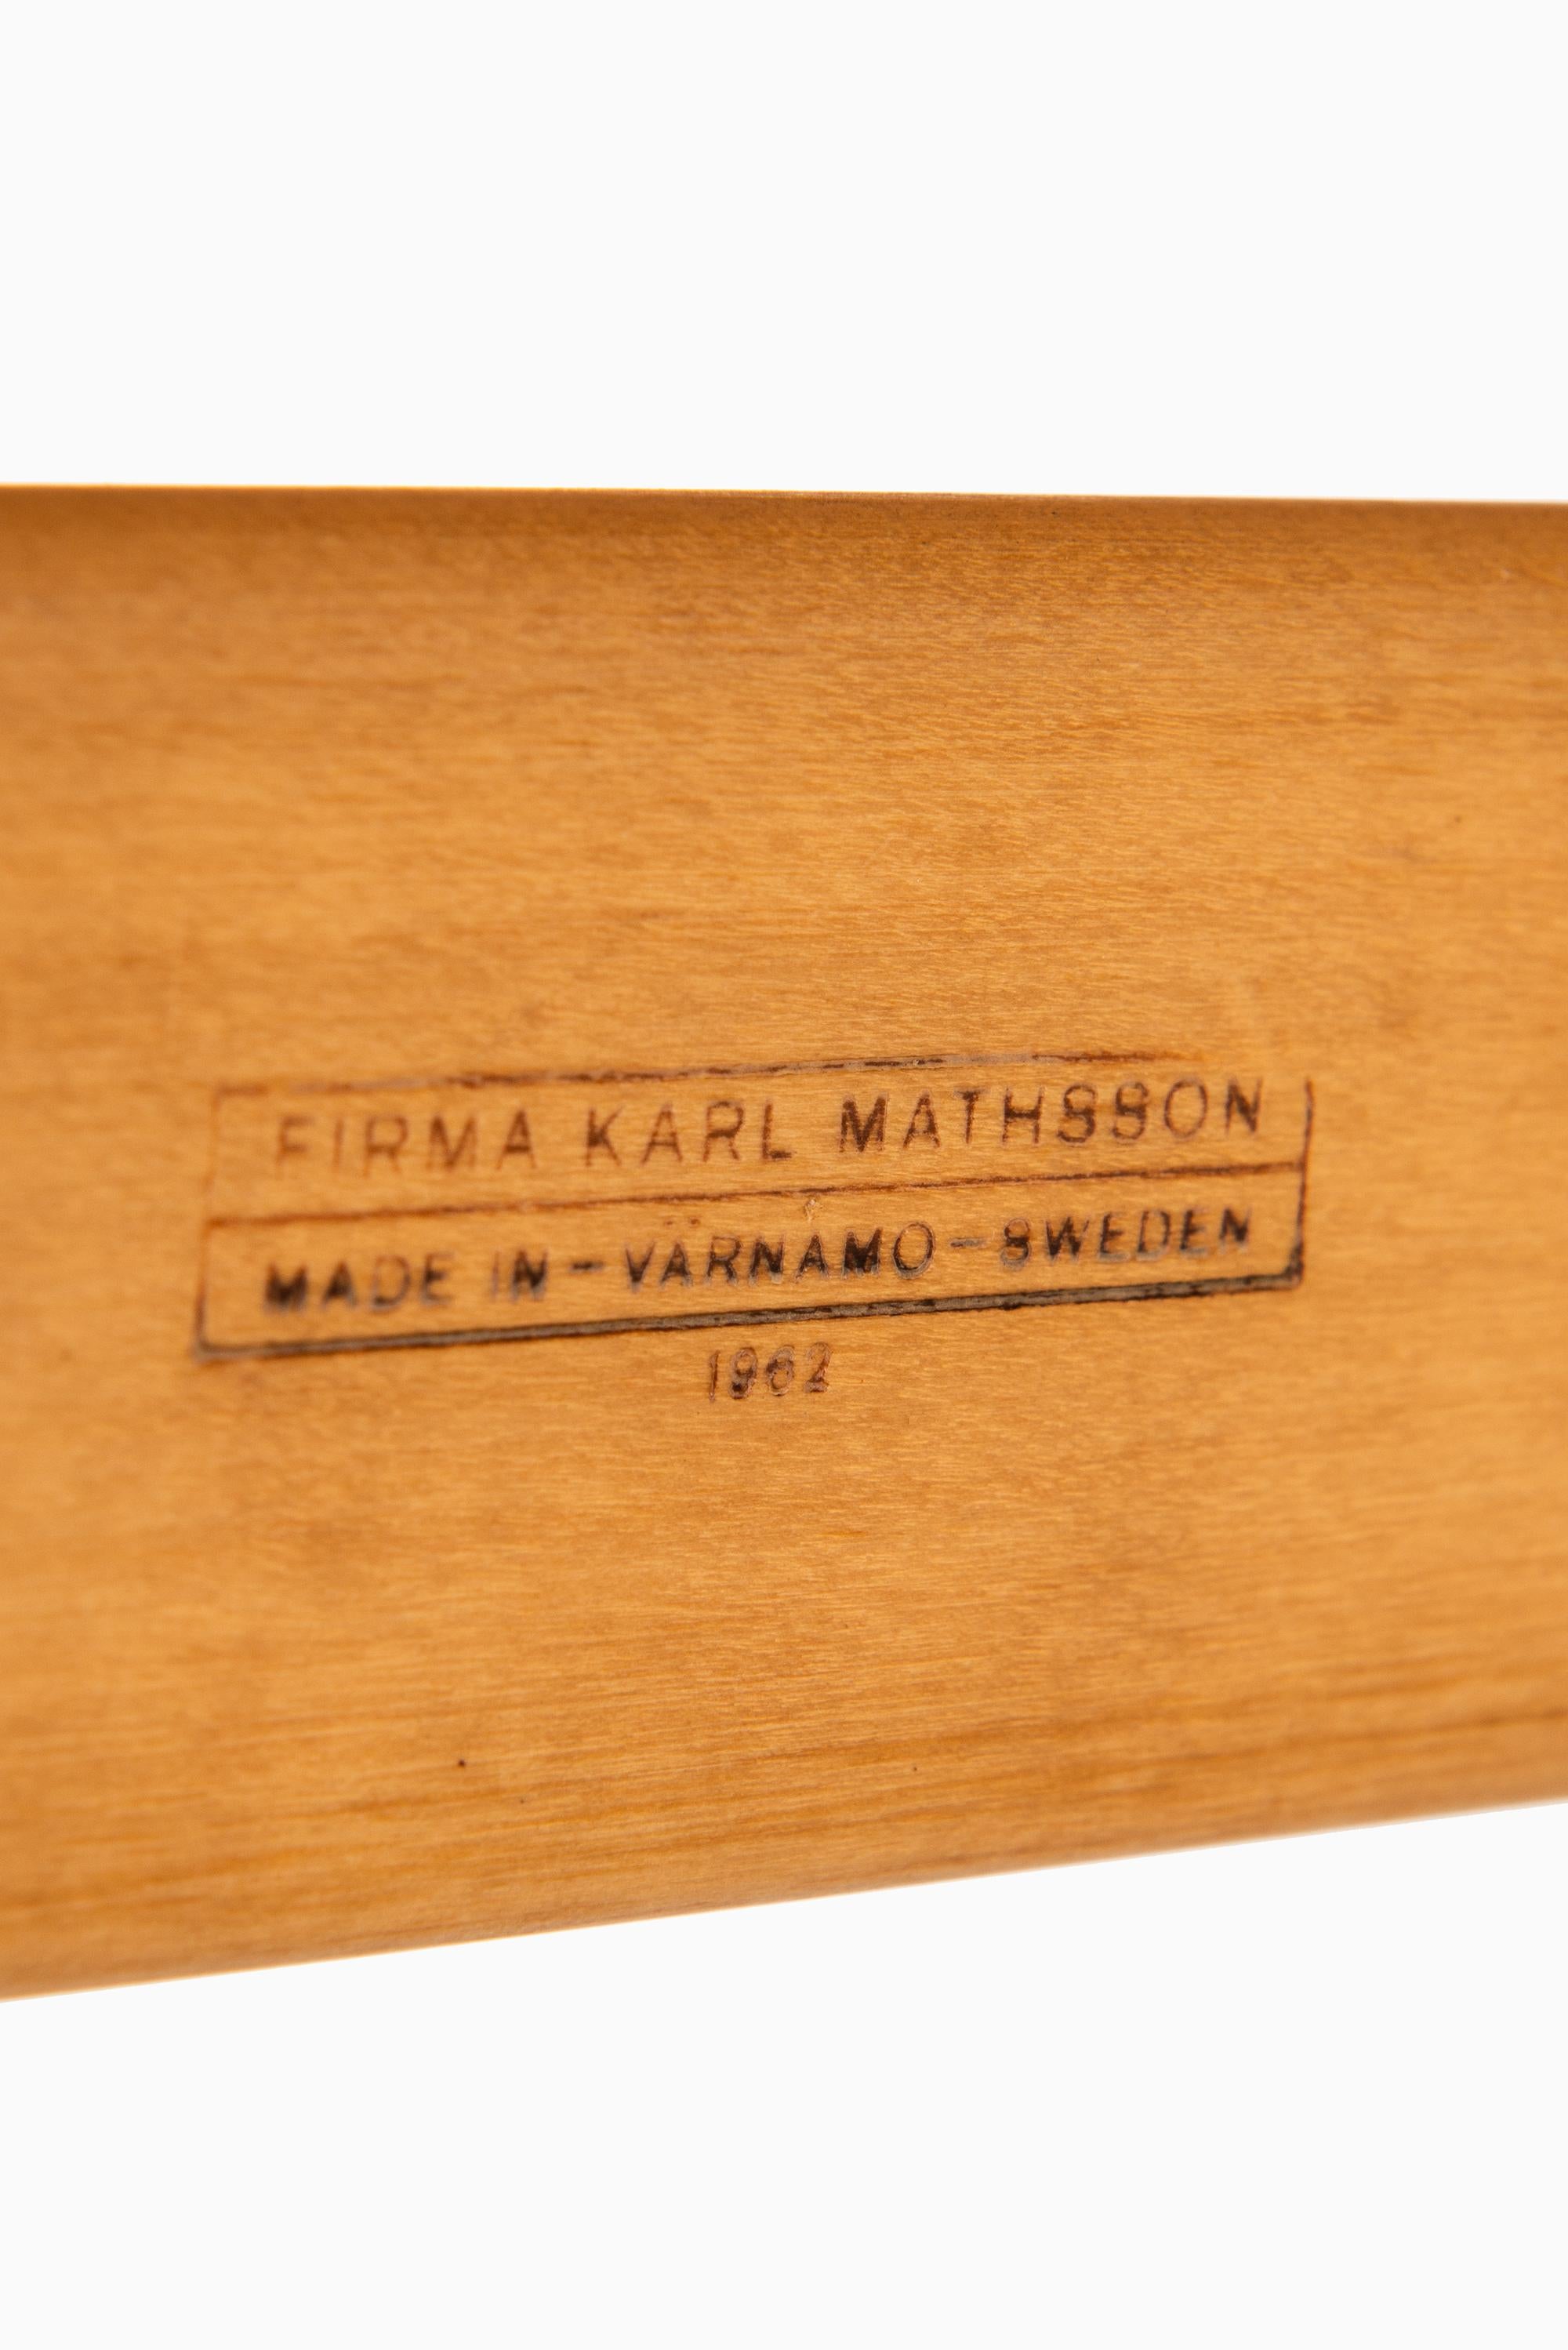 FIRMA KARL MATHSSON
MADE IN-VÄRNAMO-SWEDEN
1962